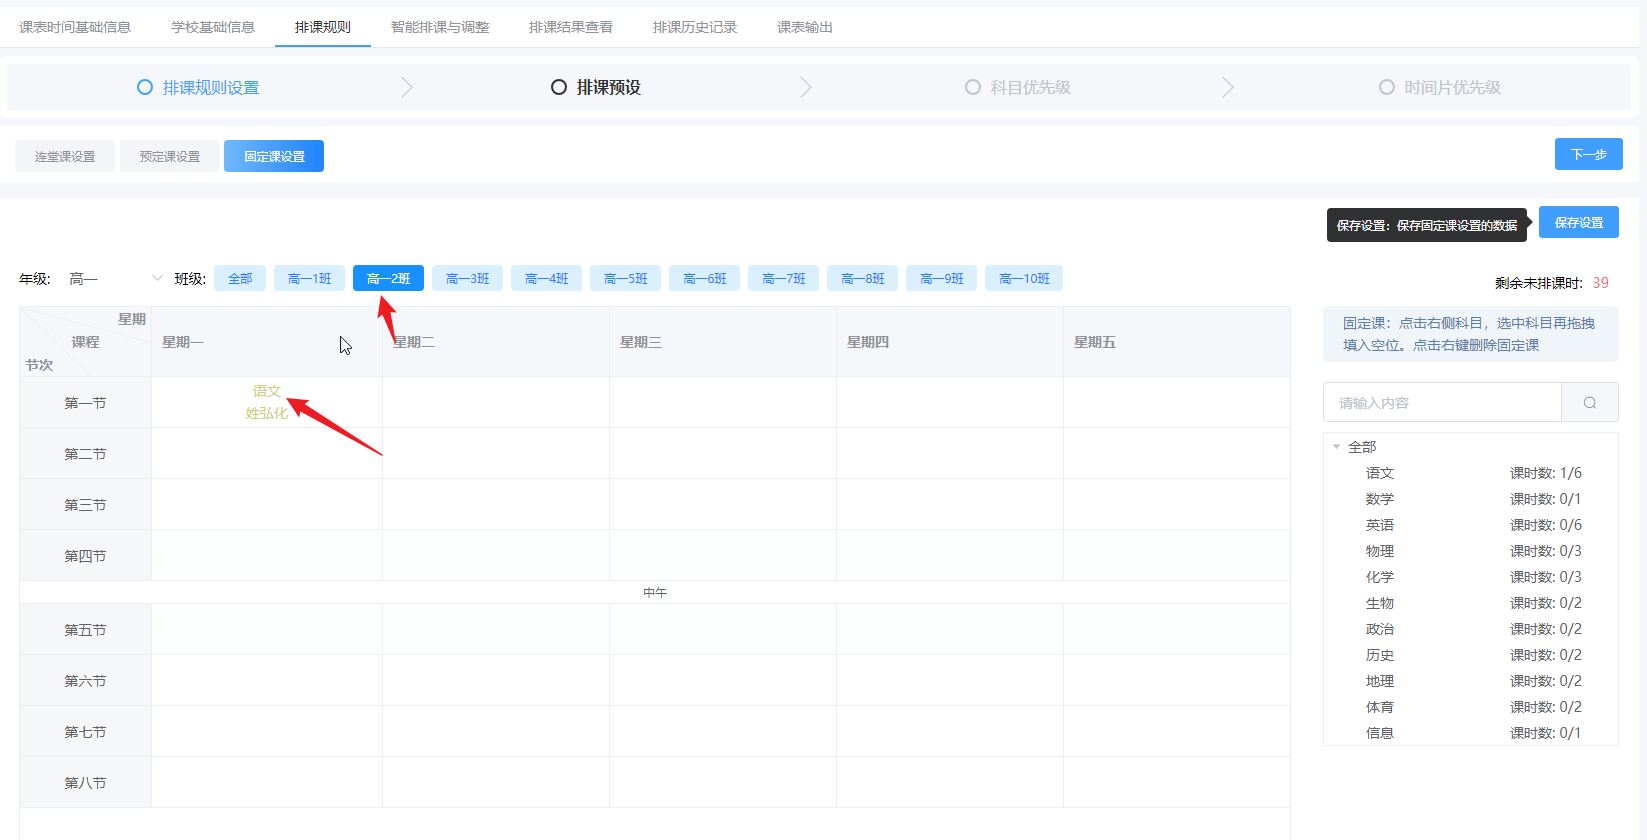 课表时间基础信息 学校基础信息 排课规则 智能排课与调整 排课结果查看 排课历史记录 课表输出
排课规则设置 排课预设 科目优先级 时间片优先级
连堂课设置 预定课设置 固定课设置 下一步
保存设置：保存固定课设置的数据 保存设置
年级: 高一 班级: 全部 高一1班 高一2班 高一3班 高一4班 高一5班 高一6班 高一7班 高一8班 高一9班 高一10班
剩余未排课时: 39
星期
课程
节次
星期一 星期二 星期三 星期四 星期五
第一节 语文
姓弘化
第二节
第三节
第四节
中午
第五节
第六节
第七节
第八节
固定课：点击右侧科目，选中科目再拖拽
填入空位。点击右键删除固定课
请输入内容
全部
语文 课时数: 1/6
数学 课时数: 0/1
英语 课时数: 0/6
物理 课时数: 0/3
化学 课时数: 0/3
生物 课时数: 0/2
政治 课时数: 0/2
历史 课时数: 0/2
地理 课时数: 0/2
体育 课时数: 0/2
信息 课时数: 0/1